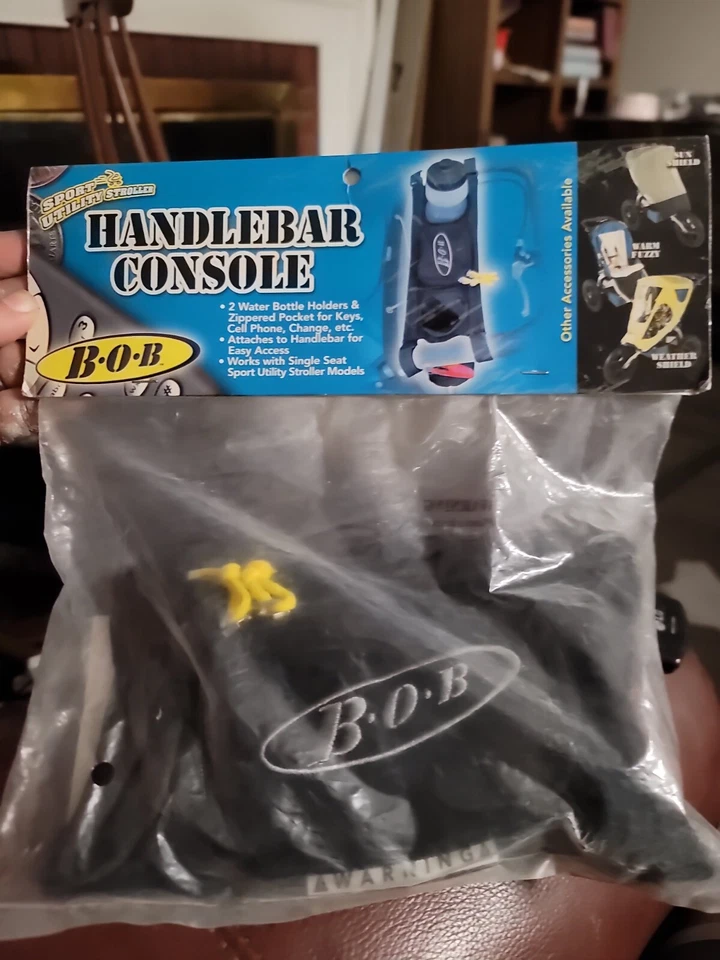 SPORT
UTILITY STROLLER
HANDLEBAR
CONSOLE
• 2 Water Bottle Holders &
Zippered Pocket for Keys,
Cell Phone, Change, etc.
• Attaches to Handlebar for
Easy Access
• Works with Single Seat
Sport Utility Stroller Models
B•O•B™
Other Accessories Available
SUN
SHIELD
WARM
FUZZY
WEATHER
SHIELD
B•O•B
WARNING